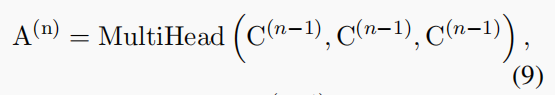 A⁽ⁿ⁾ = MultiHead (C⁽ⁿ⁻¹⁾, C⁽ⁿ⁻¹⁾, C⁽ⁿ⁻¹⁾),
(9)